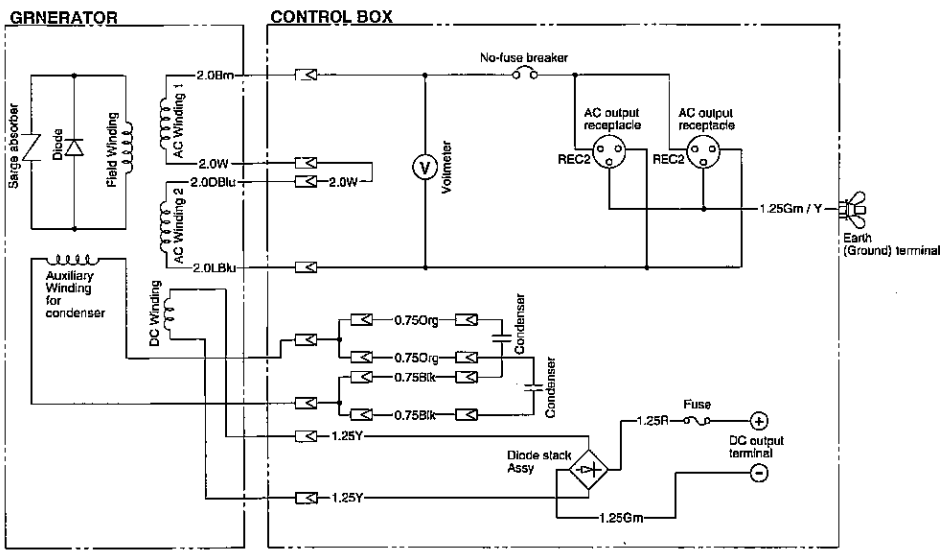 GRNERATOR
CONTROL BOX
Sarge absorber
Diode
Field Winding
AC Winding 1
AC Winding 2
2.0Brn
2.0W
2.0DBlu
2.0W
2.0LBlu
No-fuse breaker
V
Voltmeter
AC output
receptacle
REC2
AC output
receptacle
REC2
1.25Grn / Y
Earth
(Ground) terminal
Auxiliary
Winding
for
condenser
DC Winding
0.75Org
0.75Org
0.75Blk
0.75Blk
Condenser
Condenser
1.25Y
1.25Y
Diode stack
Assy
1.25R
Fuse
+
DC output
terminal
−
1.25Grn